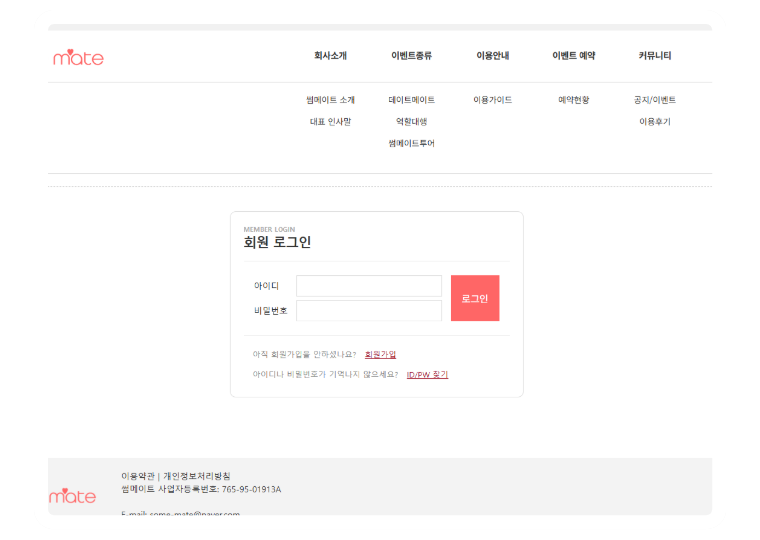 mate
회사소개 이벤트종류 이용안내 이벤트 예약 커뮤니티
썸메이트 소개 데이트메이트 이용가이드 예약현황 공지/이벤트
대표 인사말 역할대행 이용후기
썸메이트투어
MEMBER LOGIN
회원 로그인
아이디
로그인
비밀번호
아직 회원가입을 안하셨나요? 회원가입
아이디나 비밀번호가 기억나지 않으세요? ID/PW 찾기
이용약관 | 개인정보처리방침
mate
썸메이트 사업자등록번호: 765-95-01913A
E-mail: some-mate@naver.com